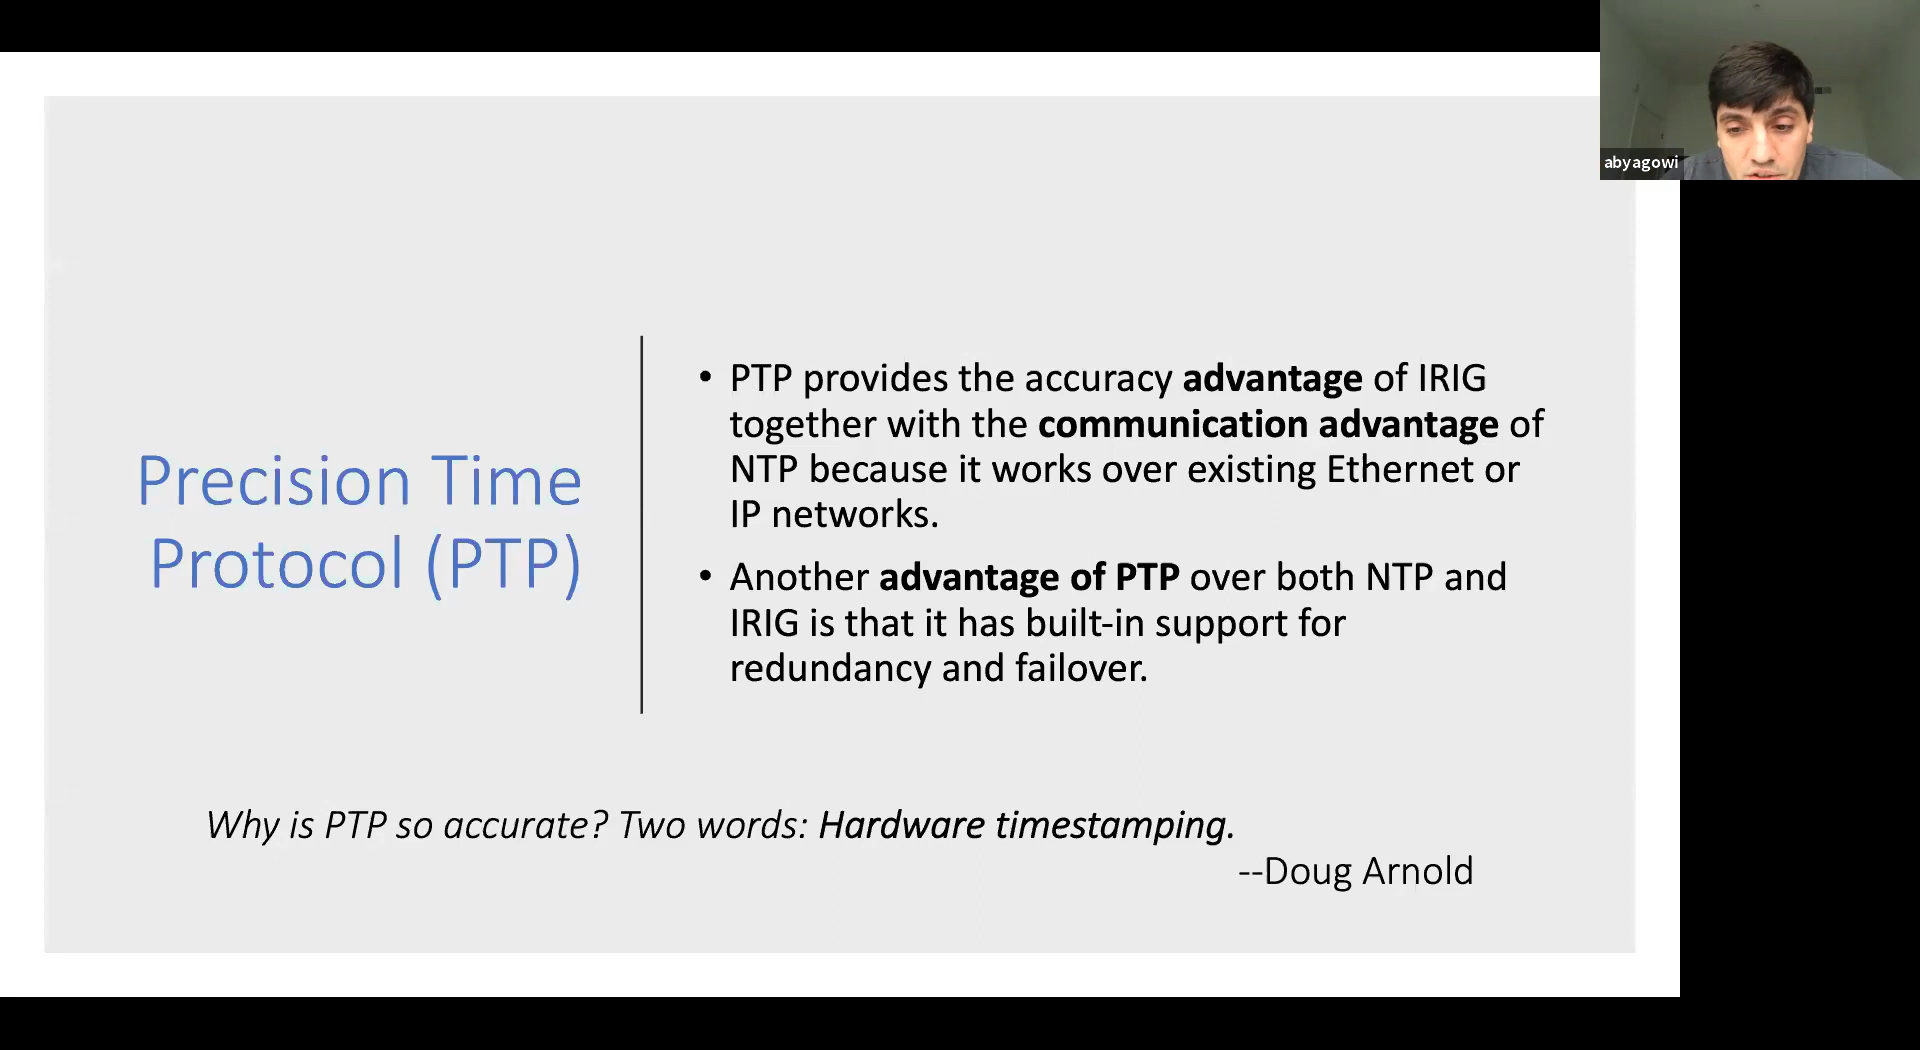 abyagowi
Precision Time
Protocol (PTP)
• PTP provides the accuracy advantage of IRIG
together with the communication advantage of
NTP because it works over existing Ethernet or
IP networks.
• Another advantage of PTP over both NTP and
IRIG is that it has built-in support for
redundancy and failover.
Why is PTP so accurate? Two words: Hardware timestamping.
--Doug Arnold